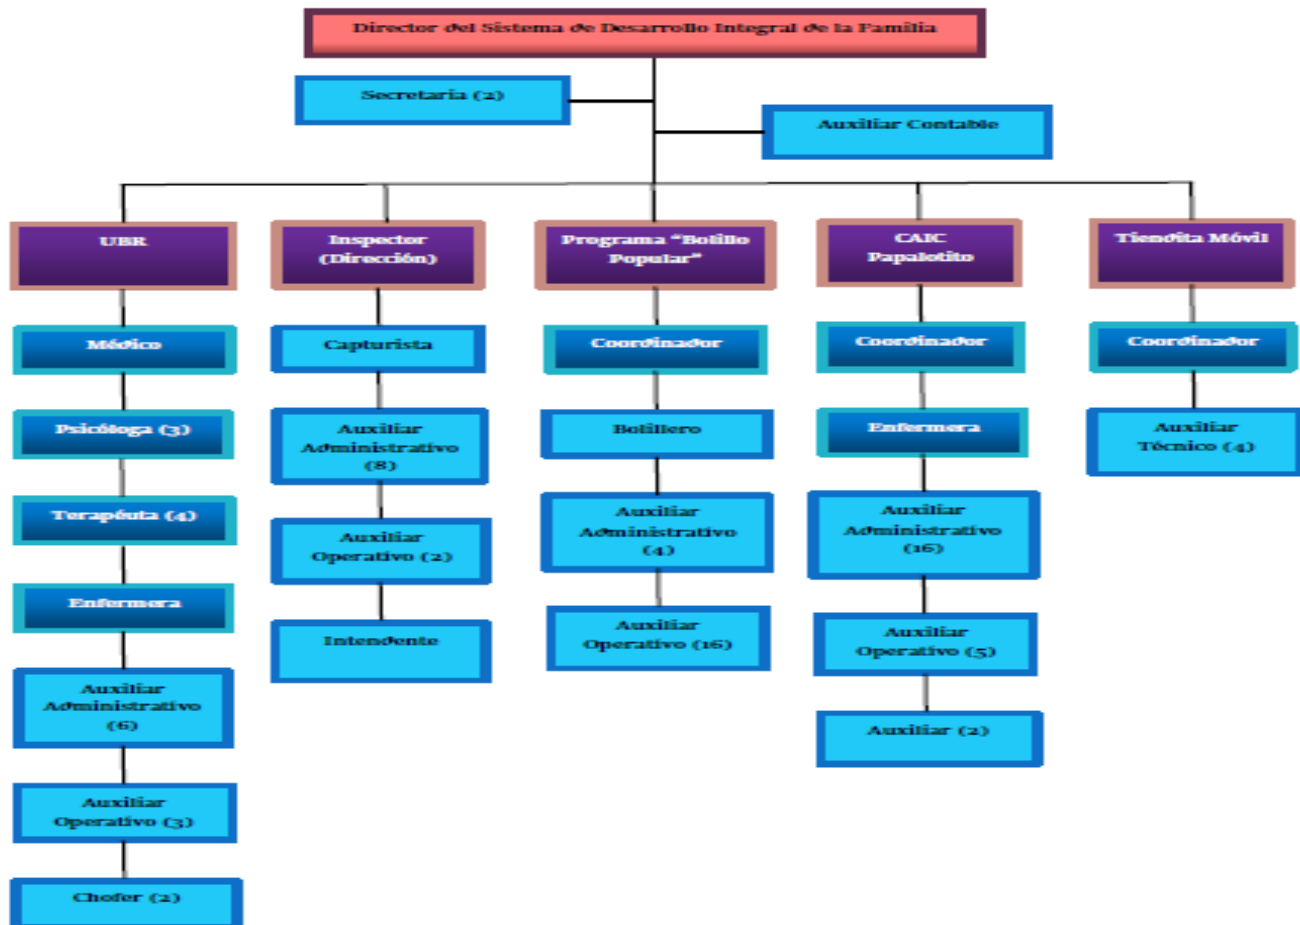 Director del Sistema de Desarrollo Integral de la Familia
Secretaria (2)
Auxiliar Contable
UBR
Médico
Psicóloga (3)
Terapéuta (4)
Enfermera
Auxiliar
Administrativo
(6)
Auxiliar
Operativo (3)
Chofer (2)
Inspector
(Dirección)
Capturista
Auxiliar
Administrativo
(8)
Auxiliar
Operativo (2)
Intendente
Programa "Bolillo
Popular"
Coordinador
Bolillero
Auxiliar
Administrativo
(4)
Auxiliar
Operativo (16)
CAIC
Papalotito
Coordinador
Enfermera
Auxiliar
Administrativo
(16)
Auxiliar
Operativo (5)
Auxiliar (2)
Tiendita Móvil
Coordinador
Auxiliar
Técnico (4)